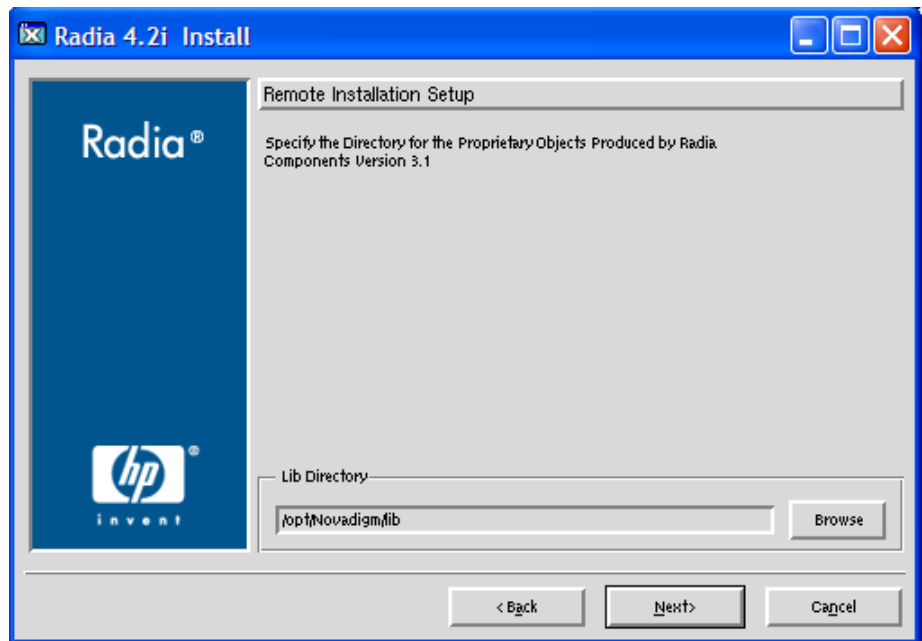 Radia 4.2i Install
Remote Installation Setup
Radia®
Specify the Directory for the Proprietary Objects Produced by Radia
Components Version 3.1
hp®
invent
Lib Directory
/opt/Novadigm/lib
Browse
< Back
Next>
Cancel